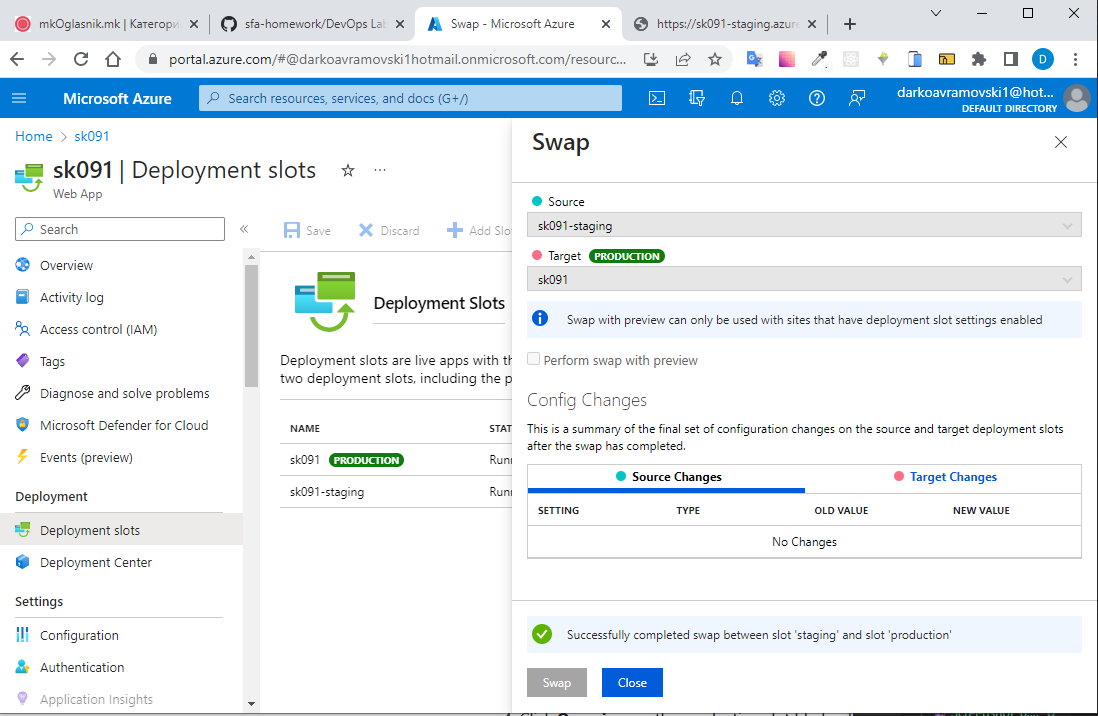 mkOglasnik.mk | Категори
sfa-homework/DevOps Lab
Swap - Microsoft Azure
https://sk091-staging.azure
portal.azure.com/#@darkoavramovski1hotmail.onmicrosoft.com/resourc...
D
Microsoft Azure
Search resources, services, and docs (G+/)
darkoavramovski1@hot...
DEFAULT DIRECTORY
Home > sk091
sk091 | Deployment slots
Web App
Search
Save
Discard
Add Slo
Overview
Activity log
Access control (IAM)
Tags
Diagnose and solve problems
Microsoft Defender for Cloud
Events (preview)
Deployment
Deployment slots
Deployment Center
Settings
Configuration
Authentication
Application Insights
Deployment Slots
Deployment slots are live apps with th
two deployment slots, including the p
NAME STAT
sk091 PRODUCTION Runn
sk091-staging Runn
Swap
Source
sk091-staging
Target PRODUCTION
sk091
Swap with preview can only be used with sites that have deployment slot settings enabled
Perform swap with preview
Config Changes
This is a summary of the final set of configuration changes on the source and target deployment slots
after the swap has completed.
Source Changes Target Changes
SETTING TYPE OLD VALUE NEW VALUE
No Changes
Successfully completed swap between slot 'staging' and slot 'production'
Swap Close